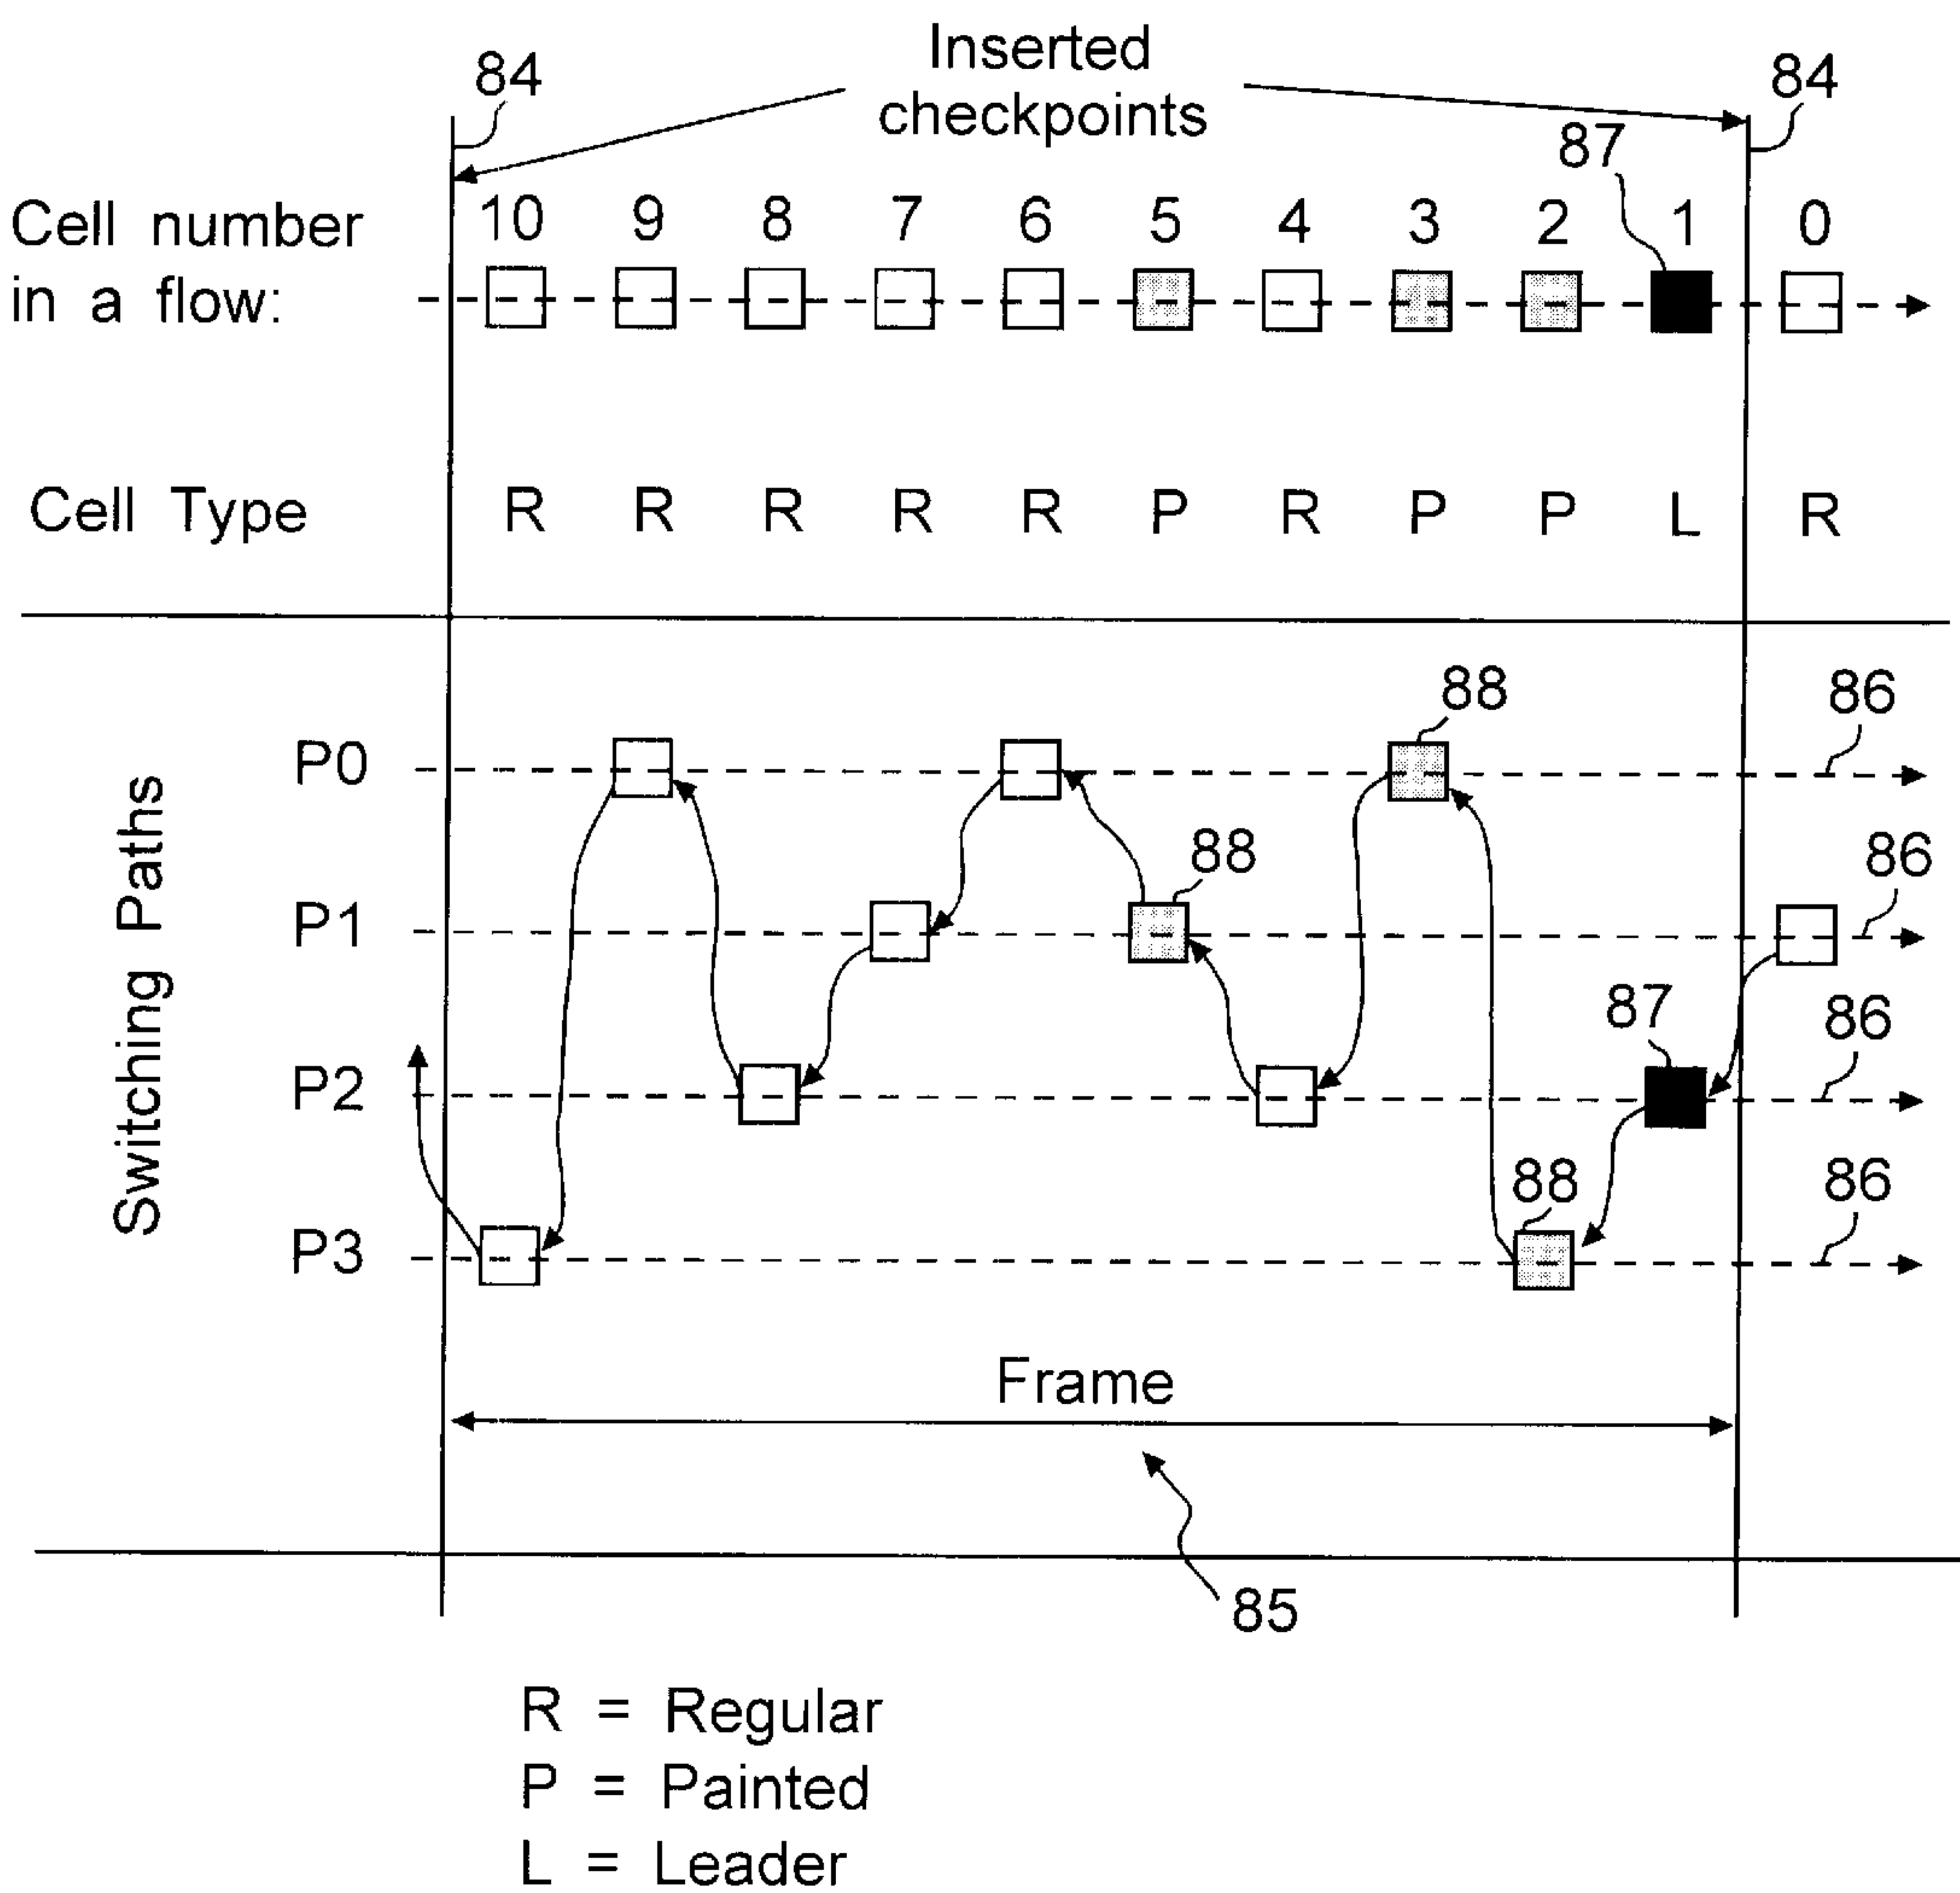 Inserted
checkpoints
84
84
87
Cell number
in a flow:
10 9 8 7 6 5 4 3 2 1 0
Cell Type
R R R R R P R P P L R
Switching Paths
P0
88
86
P1
88
86
P2
87
86
P3
88
86
Frame
85
R = Regular
P = Painted
L = Leader